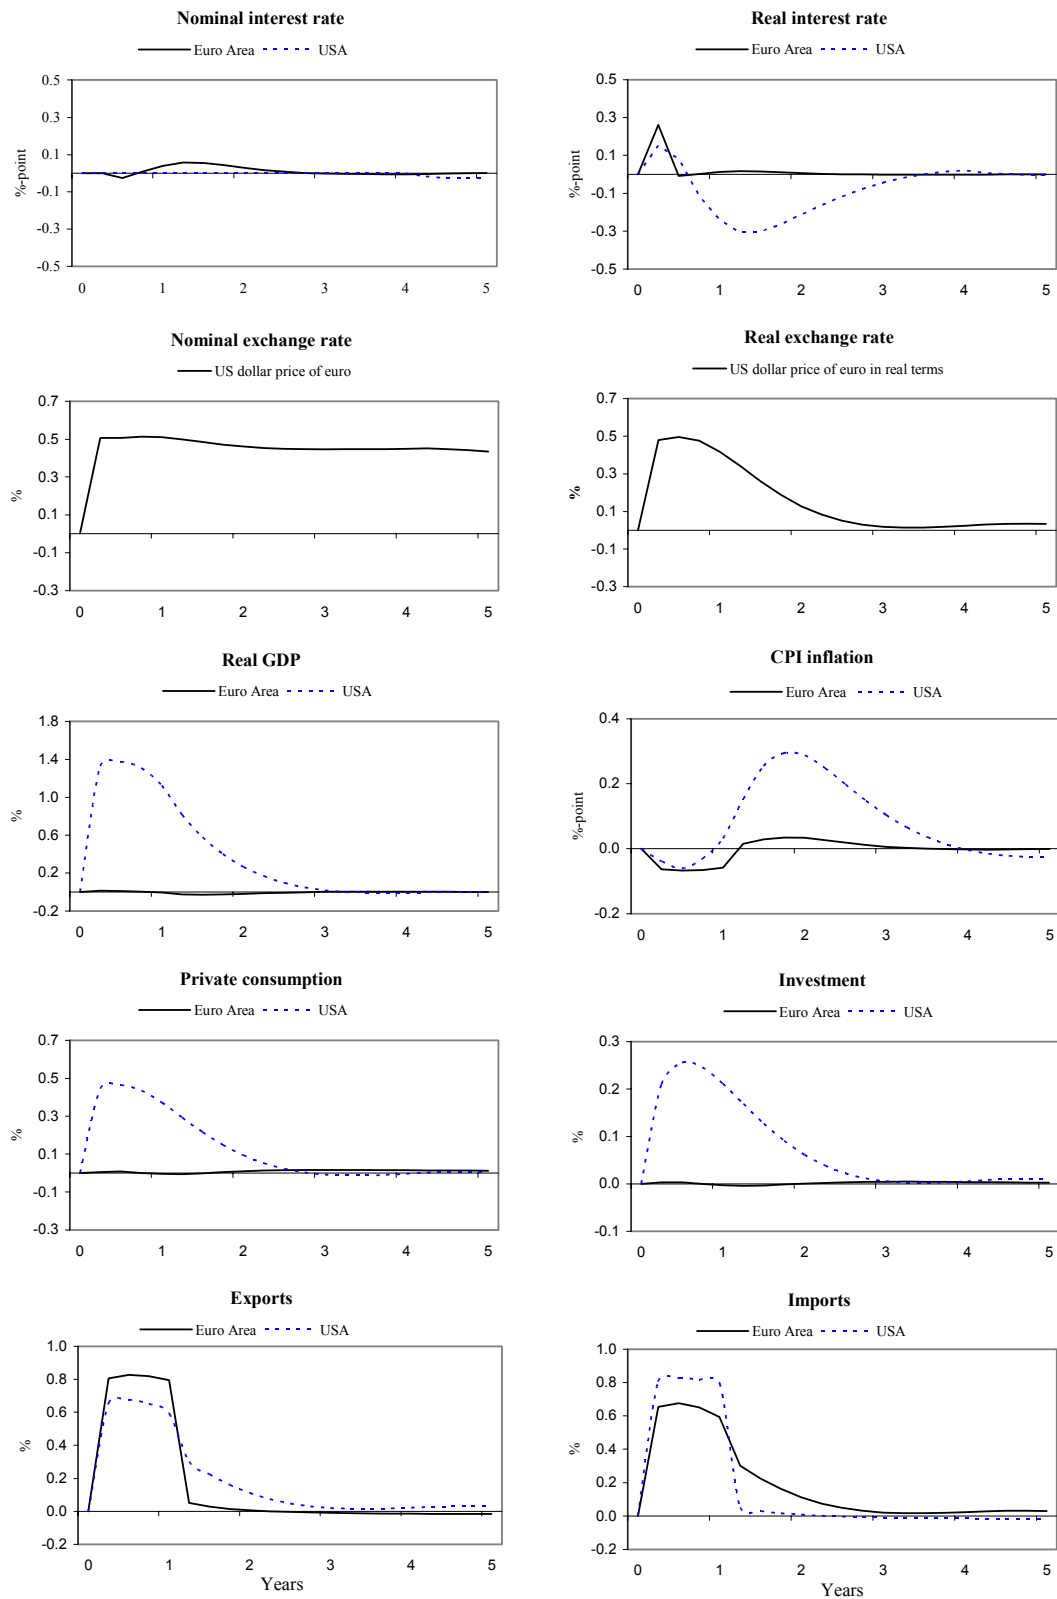 Nominal interest rate
Euro Area USA
0.5
0.3
0.1
-0.1
-0.3
-0.5
%-point
0 1 2 3 4 5
Real interest rate
Euro Area USA
0.5
0.3
0.1
-0.1
-0.3
-0.5
%-point
0 1 2 3 4 5
Nominal exchange rate
US dollar price of euro
0.7
0.5
0.3
0.1
-0.1
-0.3
%
0 1 2 3 4 5
Real exchange rate
US dollar price of euro in real terms
0.7
0.5
0.3
0.1
-0.1
-0.3
%
0 1 2 3 4 5
Real GDP
Euro Area USA
1.8
1.4
1.0
0.6
0.2
-0.2
%
0 1 2 3 4 5
CPI inflation
Euro Area USA
0.4
0.2
0.0
-0.2
%-point
0 1 2 3 4 5
Private consumption
Euro Area USA
0.7
0.5
0.3
0.1
-0.1
-0.3
%
0 1 2 3 4 5
Investment
Euro Area USA
0.3
0.2
0.1
0.0
-0.1
%
0 1 2 3 4 5
Exports
Euro Area USA
1.0
0.8
0.6
0.4
0.2
0.0
-0.2
%
0 1 2 3 4 5
Years
Imports
Euro Area USA
1.0
0.8
0.6
0.4
0.2
0.0
-0.2
%
0 1 2 3 4 5
Years